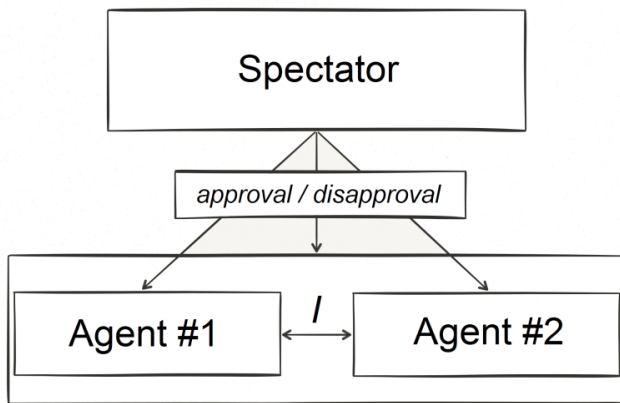 Spectator
approval / disapproval
I
Agent #1
Agent #2